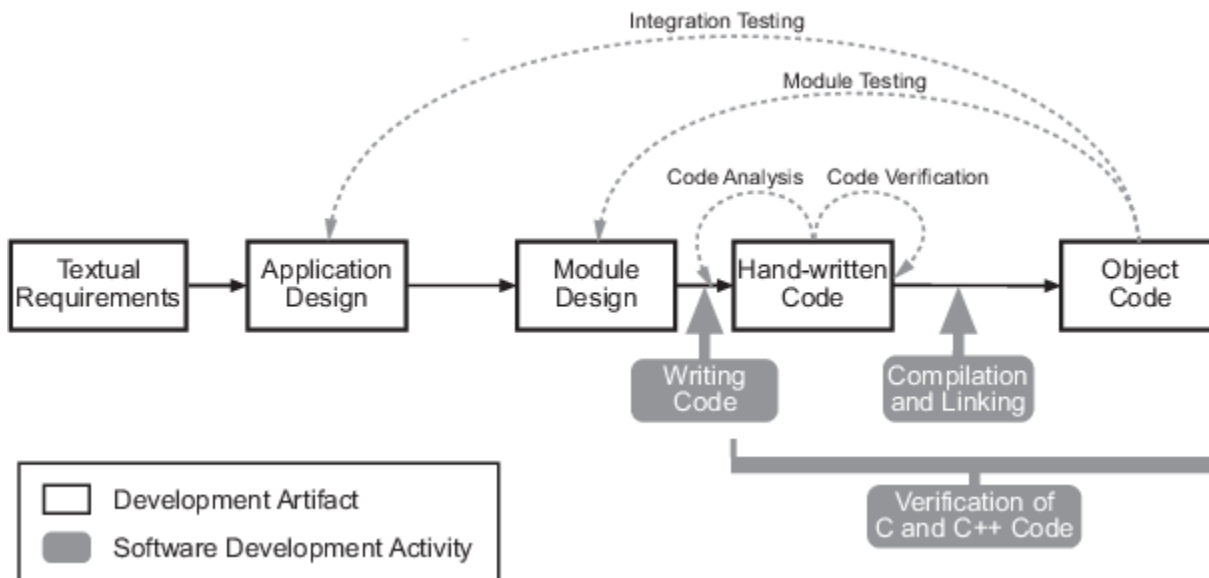 Integration Testing
Module Testing
Code Analysis
Code Verification
Textual
Requirements
Application
Design
Module
Design
Hand-written
Code
Object
Code
Writing
Code
Compilation
and Linking
Verification of
C and C++ Code
Development Artifact
Software Development Activity